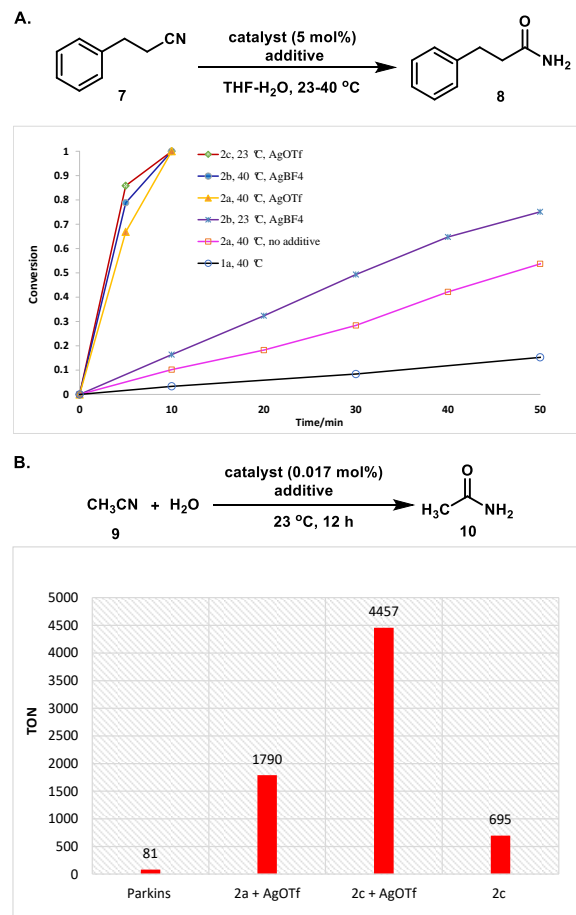 A.
CN
7
catalyst (5 mol%)
additive
THF-H₂O, 23-40 °C
O
NH₂
8
1
0.9
0.8
0.7
0.6
0.5
0.4
0.3
0.2
0.1
0
Conversion
2c, 23 ℃, AgOTf
2b, 40 ℃, AgBF4
2a, 40 ℃, AgOTf
2b, 23 ℃, AgBF4
2a, 40 ℃, no additive
1a, 40 ℃
0 10 20 30 40 50
Time/min
B.
CH₃CN + H₂O
9
catalyst (0.017 mol%)
additive
23 °C, 12 h
O
H₃C NH₂
10
5000
4500
4000
3500
3000
2500
2000
1500
1000
500
0
TON
81
1790
4457
695
Parkins 2a + AgOTf 2c + AgOTf 2c